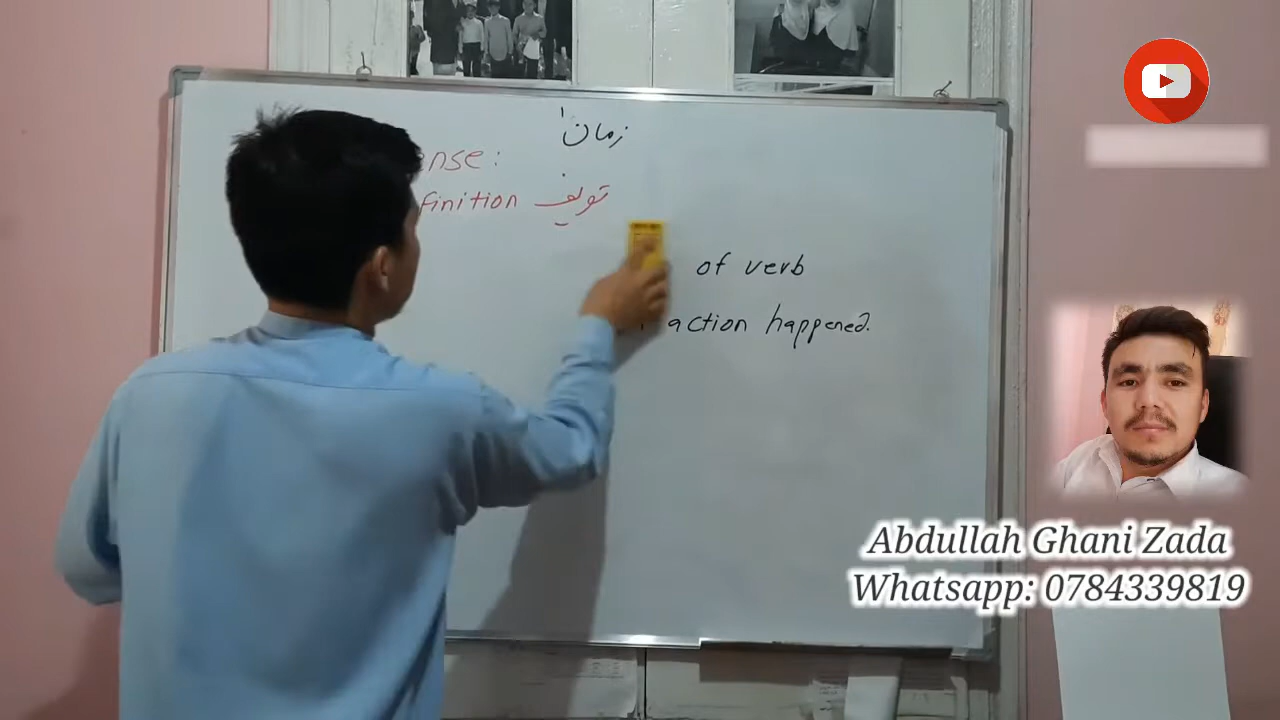 زمان
nse:
finition تعریف
of verb
action happened.
Abdullah Ghani Zada
Whatsapp: 0784339819